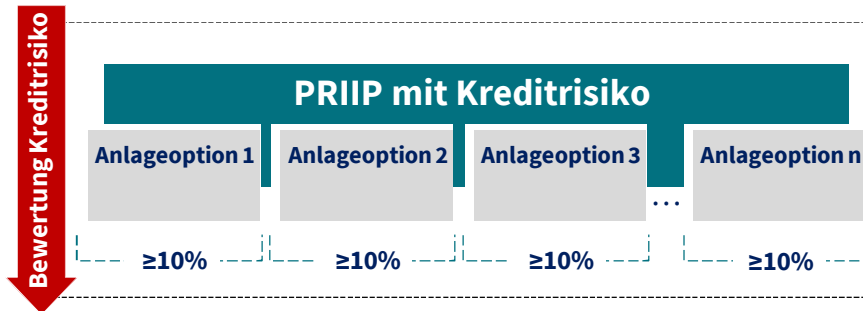 Bewertung Kreditrisiko
PRIIP mit Kreditrisiko
Anlageoption 1
Anlageoption 2
Anlageoption 3
...
Anlageoption n
≥10%
≥10%
≥10%
≥10%